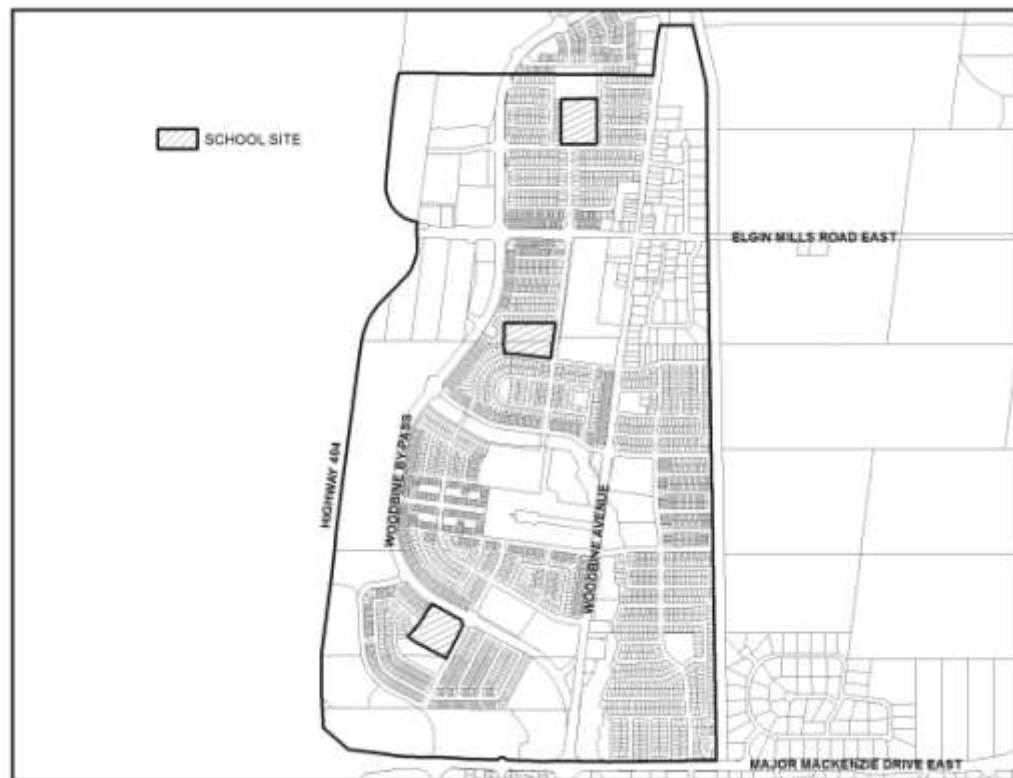 SCHOOL SITE
ELGIN MILLS ROAD EAST
HIGHWAY 404
WOODBINE BY-PASS
WOODBINE AVENUE
MAJOR MACKENZIE DRIVE EAST